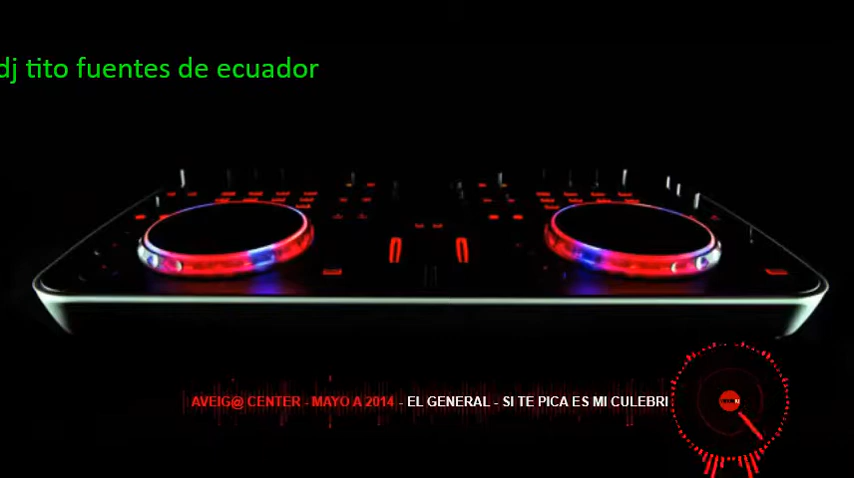 dj tito fuentes de ecuador
AVEIG@ CENTER - MAYO A 2014 - EL GENERAL - SI TE PICA ES MI CULEBRI